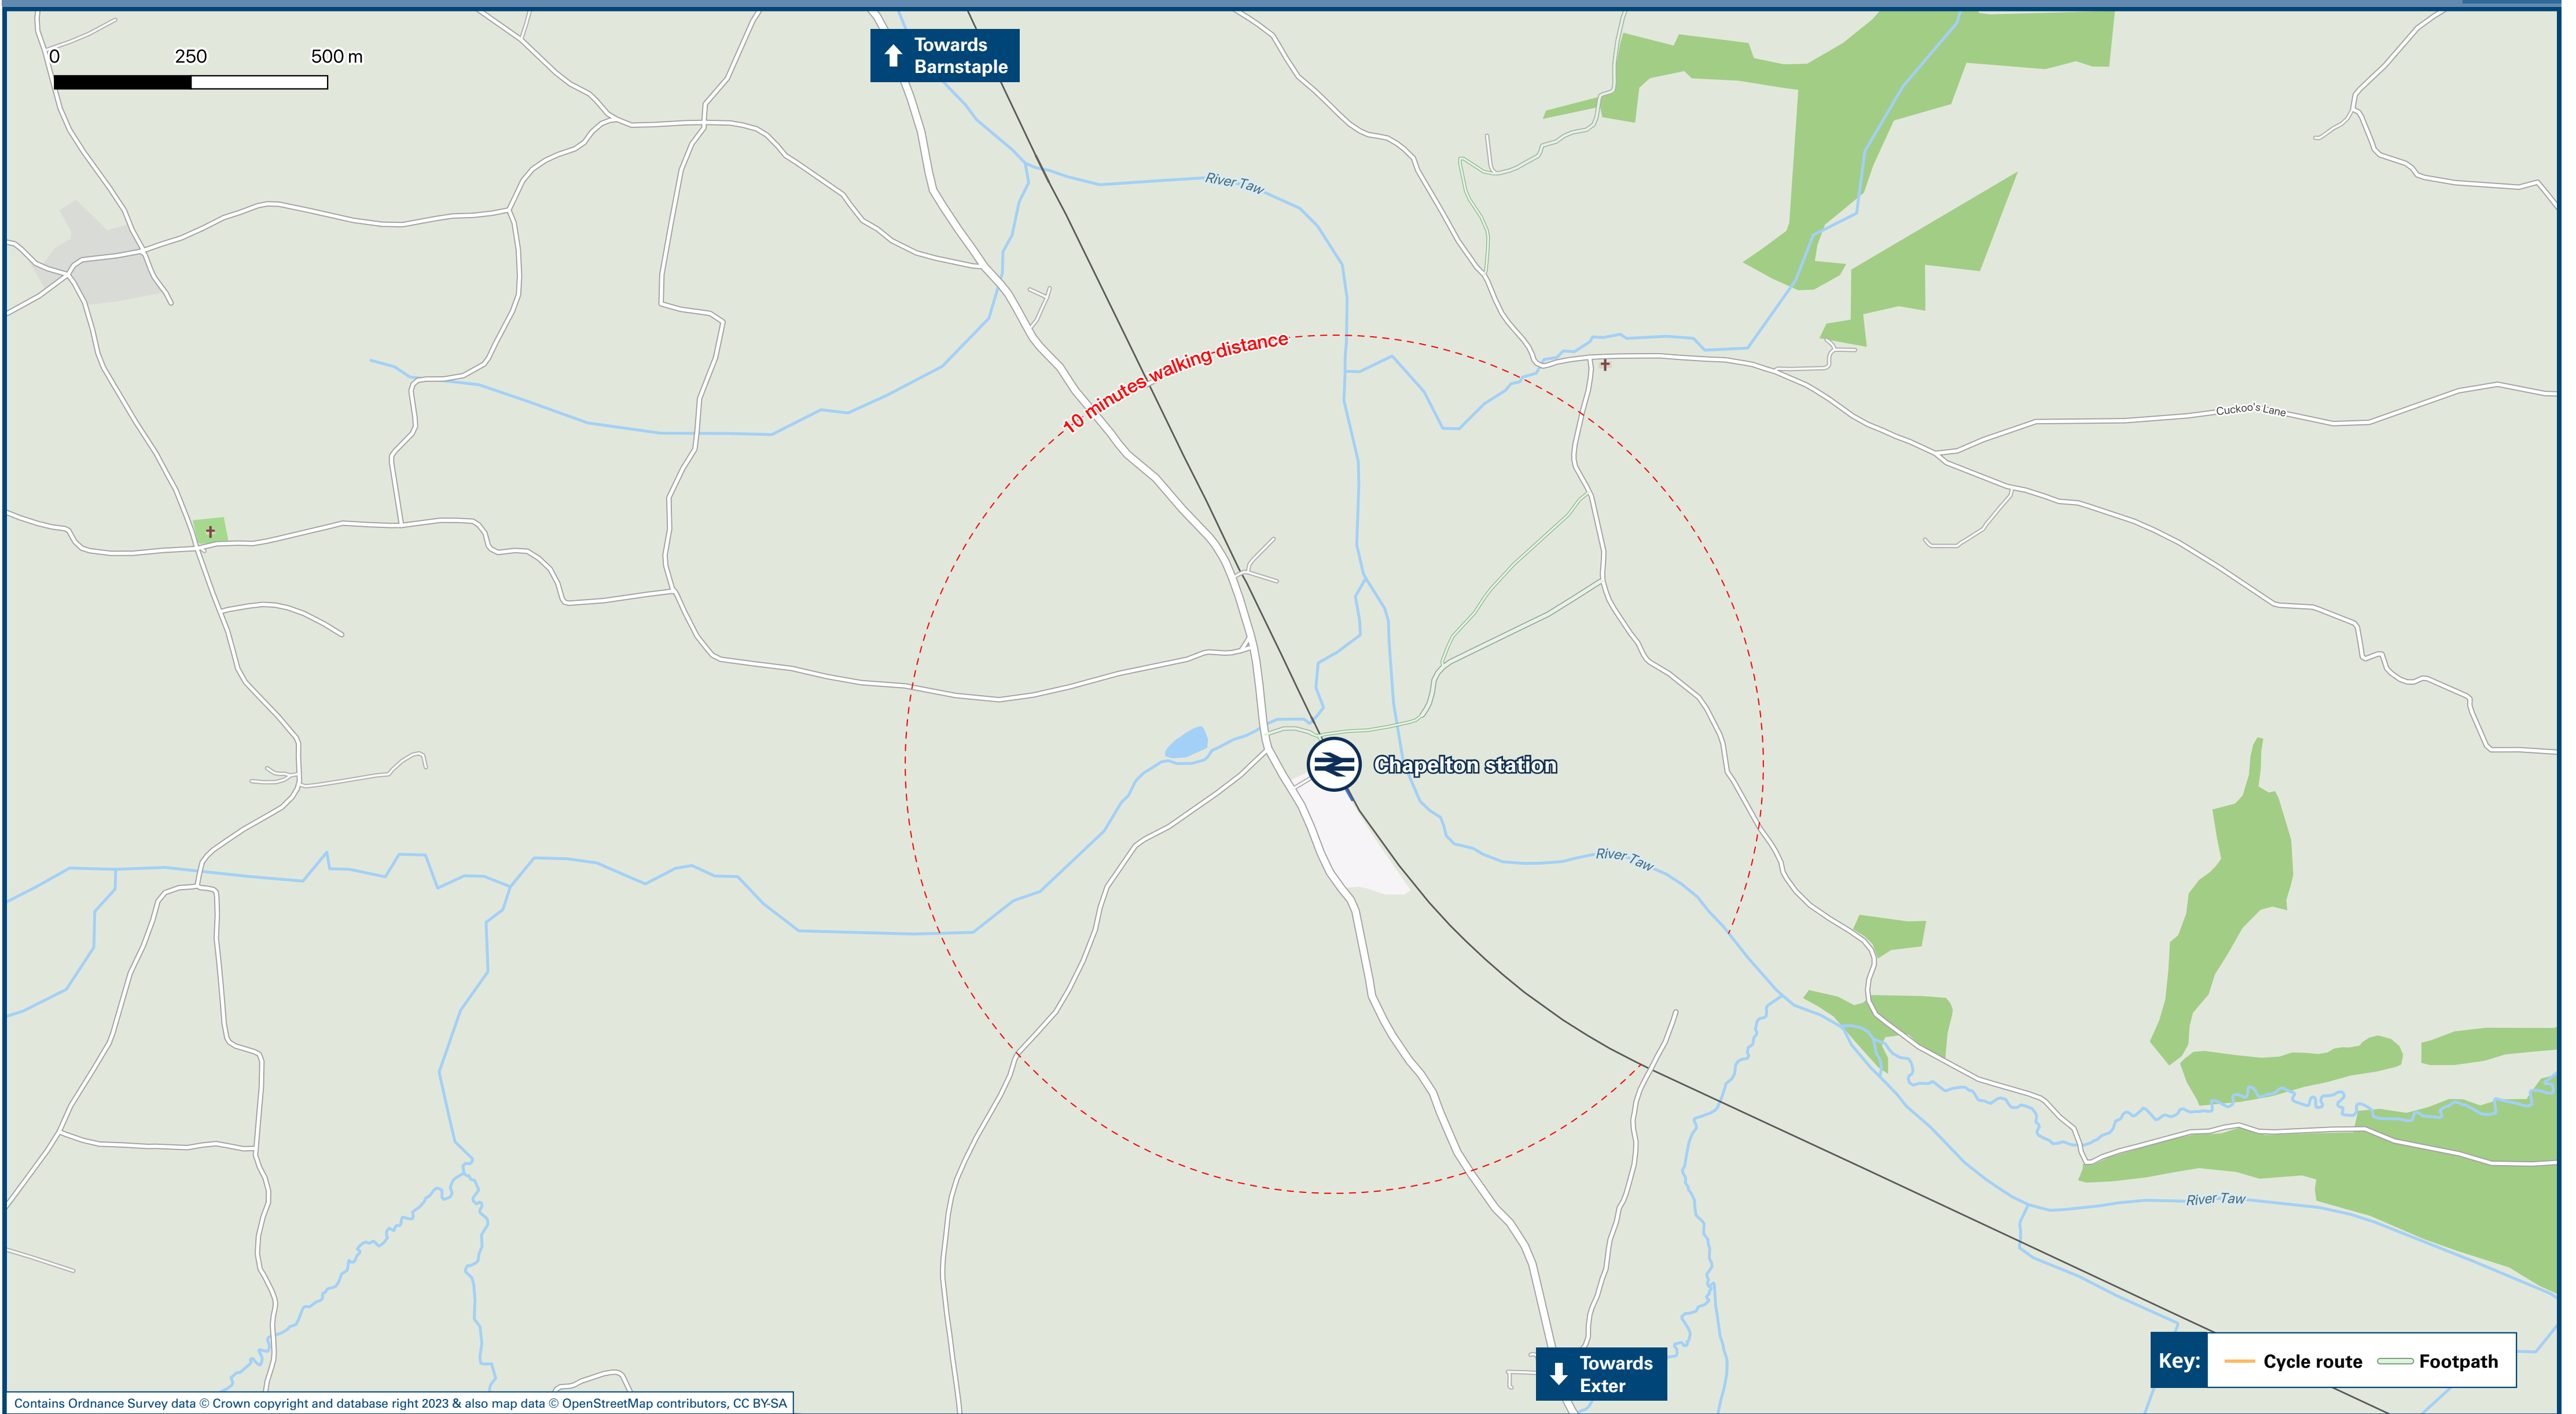 0 250 500 m
Towards
Barnstaple
River Taw
10 minutes walking distance
Cuckoo's Lane
Chapelton station
River Taw
River Taw
Towards
Exter
Key: Cycle route Footpath
Contains Ordnance Survey data © Crown copyright and database right 2023 & also map data © OpenStreetMap contributors, CC BY-SA